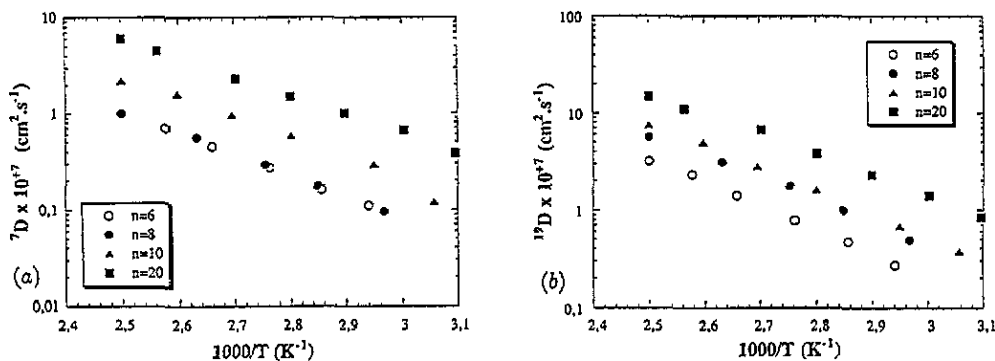 10
1
0,1
0,01
⁷D x 10⁺⁷ (cm².s⁻¹)
(a)
n=6
n=8
n=10
n=20
2,4 2,5 2,6 2,7 2,8 2,9 3 3,1
1000/T (K⁻¹)
100
10
1
0,1
¹⁹D x 10⁺⁷ (cm².s⁻¹)
(b)
n=6
n=8
n=10
n=20
2,4 2,5 2,6 2,7 2,8 2,9 3 3,1
1000/T (K⁻¹)